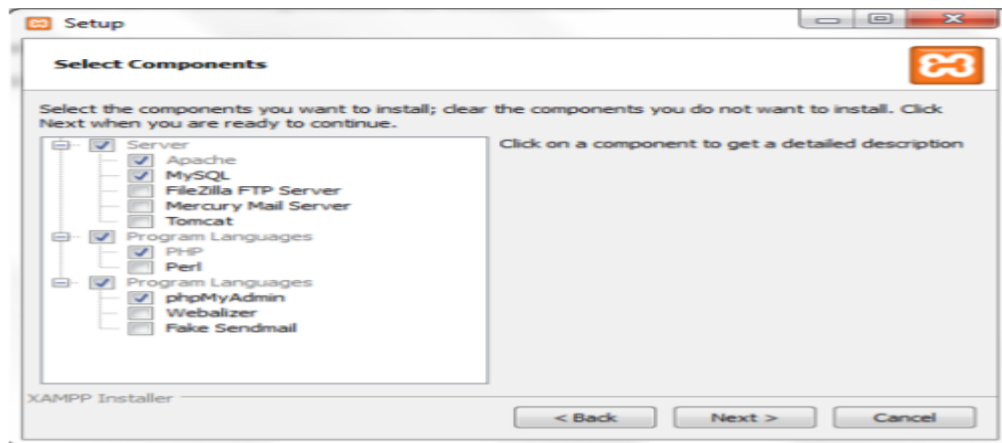 Setup
Select Components
Select the components you want to install; clear the components you do not want to install. Click
Next when you are ready to continue.
Server
Apache
MySQL
FileZilla FTP Server
Mercury Mail Server
Tomcat
Program Languages
PHP
Perl
Program Languages
phpMyAdmin
Webalizer
Fake Sendmail
Click on a component to get a detailed description
XAMPP Installer
< Back
Next >
Cancel